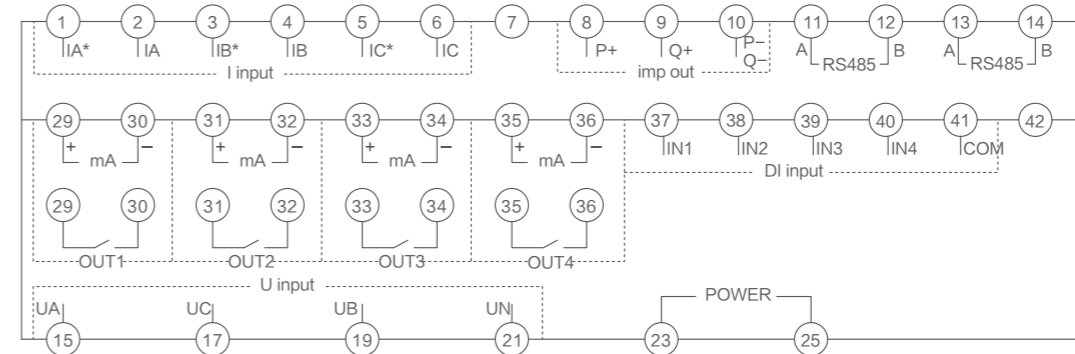 1 2 3 4 5 6 7 8 9 10 11 12 13 14
IA* IA IB* IB IC* IC P+ Q+ P− A B A B
Q−
I input imp out RS485 RS485
29 30 31 32 33 34 35 36 37 38 39 40 41 42
+ − + − + − + − IN1 IN2 IN3 IN4 COM
mA mA mA mA
DI input
29 30 31 32 33 34 35 36
OUT1 OUT2 OUT3 OUT4
U input
UA UC UB UN POWER
15 17 19 21 23 25